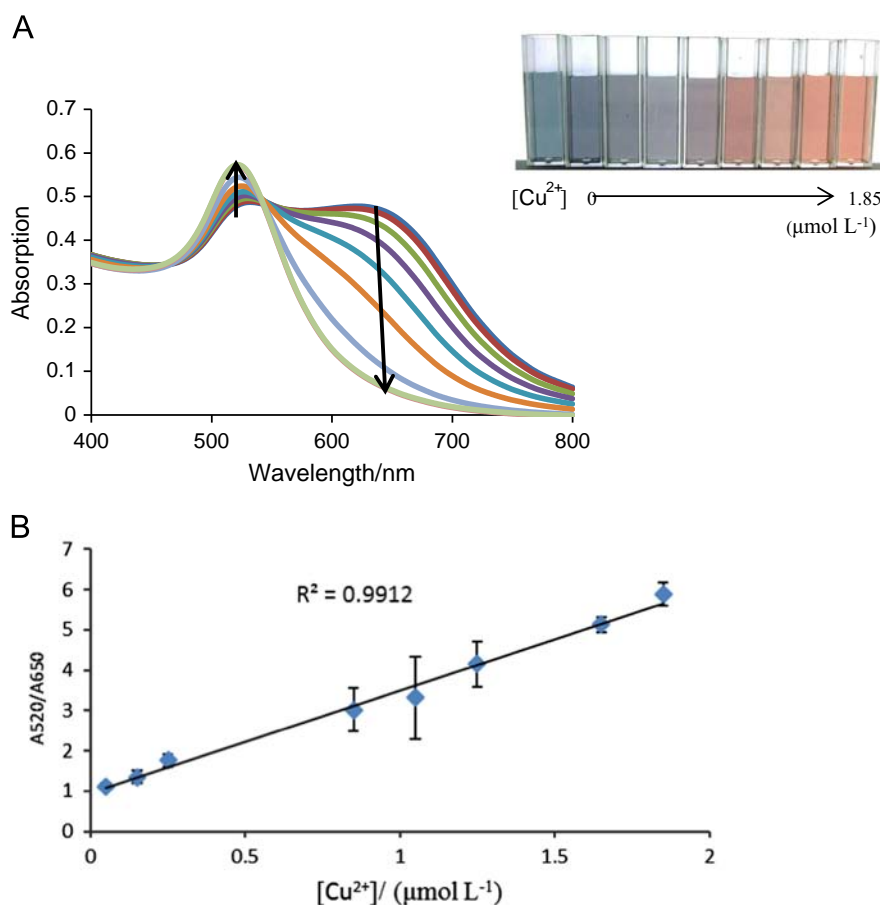 A
[Cu²⁺] 0 1.85
(μmol L⁻¹)
0.7
0.6
0.5
0.4
0.3
0.2
0.1
0
Absorption
400 500 600 700 800
Wavelength/nm
B
7
6
5
4
3
2
1
0
A520/A650
R² = 0.9912
0 0.5 1 1.5 2
[Cu²⁺]/ (μmol L⁻¹)